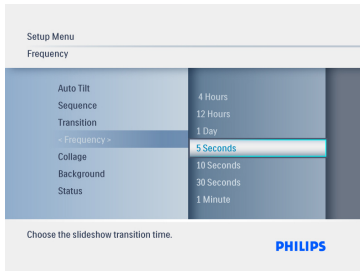 Setup Menu
Frequency
Auto Tilt
Sequence
Transition
« Frequency »
Collage
Background
Status
4 Hours
12 Hours
1 Day
5 Seconds
10 Seconds
30 Seconds
1 Minute
Choose the slideshow transition time.
PHILIPS